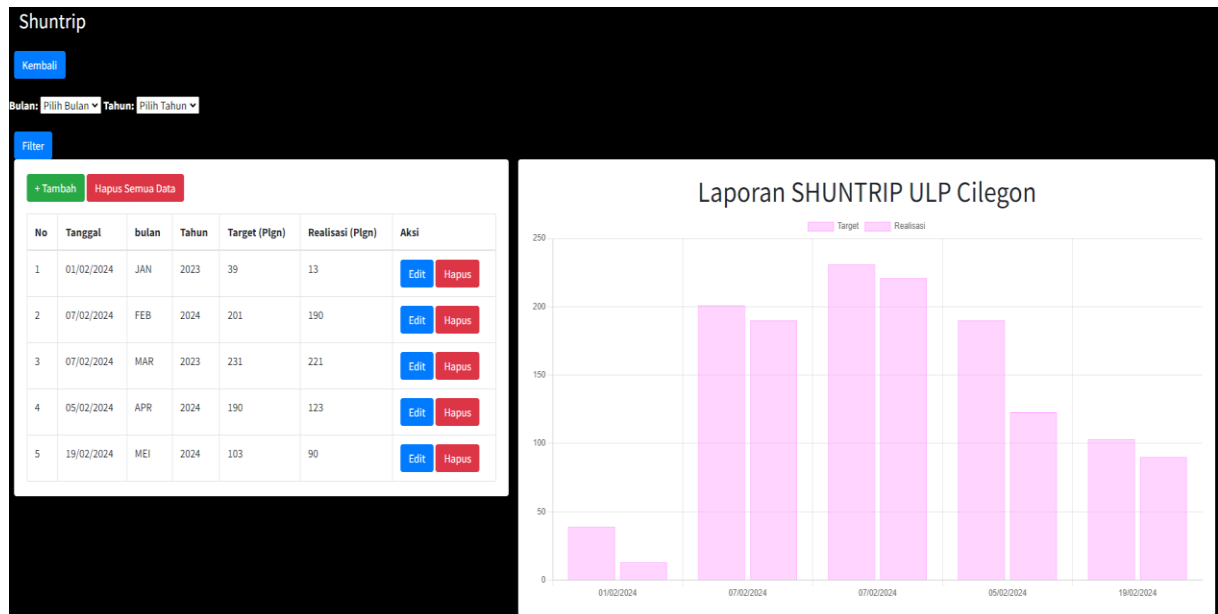 Shuntrip
Kembali
Bulan: Pilih Bulan Tahun: Pilih Tahun
Filter
+ Tambah Hapus Semua Data
No Tanggal bulan Tahun Target (Plgn) Realisasi (Plgn) Aksi
1 01/02/2024 JAN 2023 39 13 Edit Hapus
2 07/02/2024 FEB 2024 201 190 Edit Hapus
3 07/02/2024 MAR 2023 231 221 Edit Hapus
4 05/02/2024 APR 2024 190 123 Edit Hapus
5 19/02/2024 MEI 2024 103 90 Edit Hapus
Laporan SHUNTRIP ULP Cilegon
Target Realisasi
250
200
150
100
50
0
01/02/2024 07/02/2024 07/02/2024 05/02/2024 19/02/2024